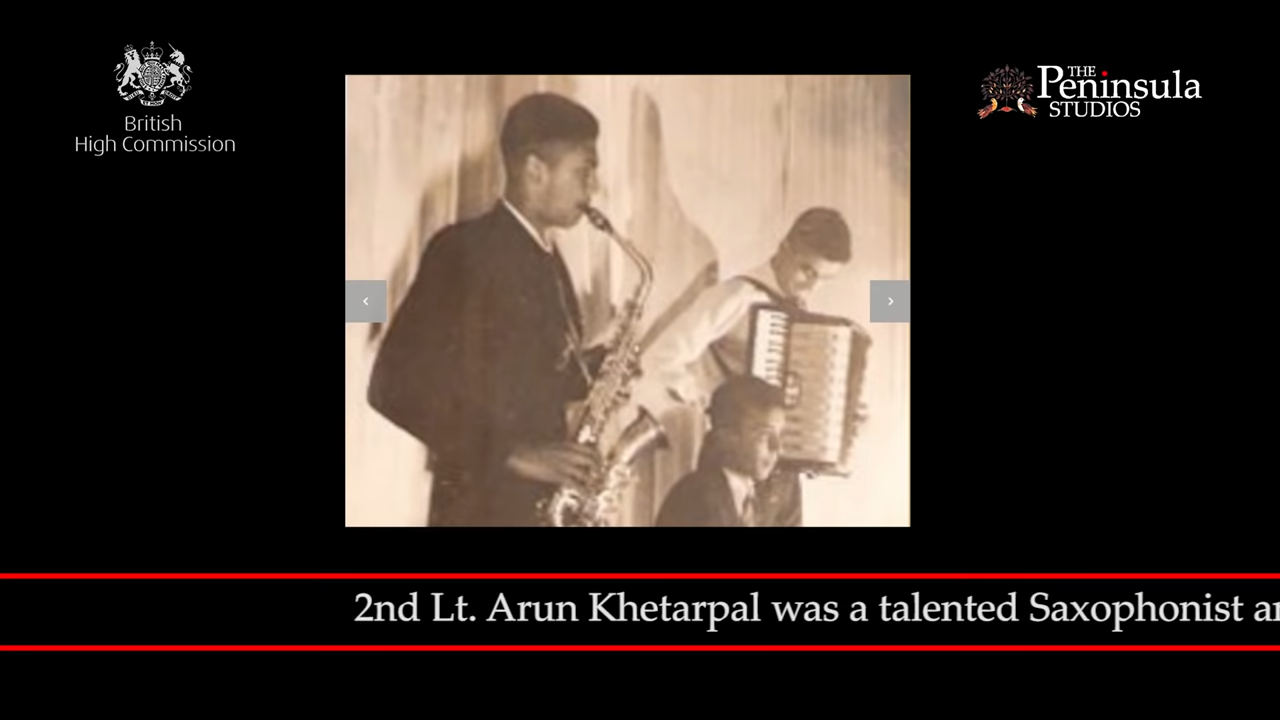 British
High Commission
THE
Peninsula
STUDIOS
2nd Lt. Arun Khetarpal was a talented Saxophonist